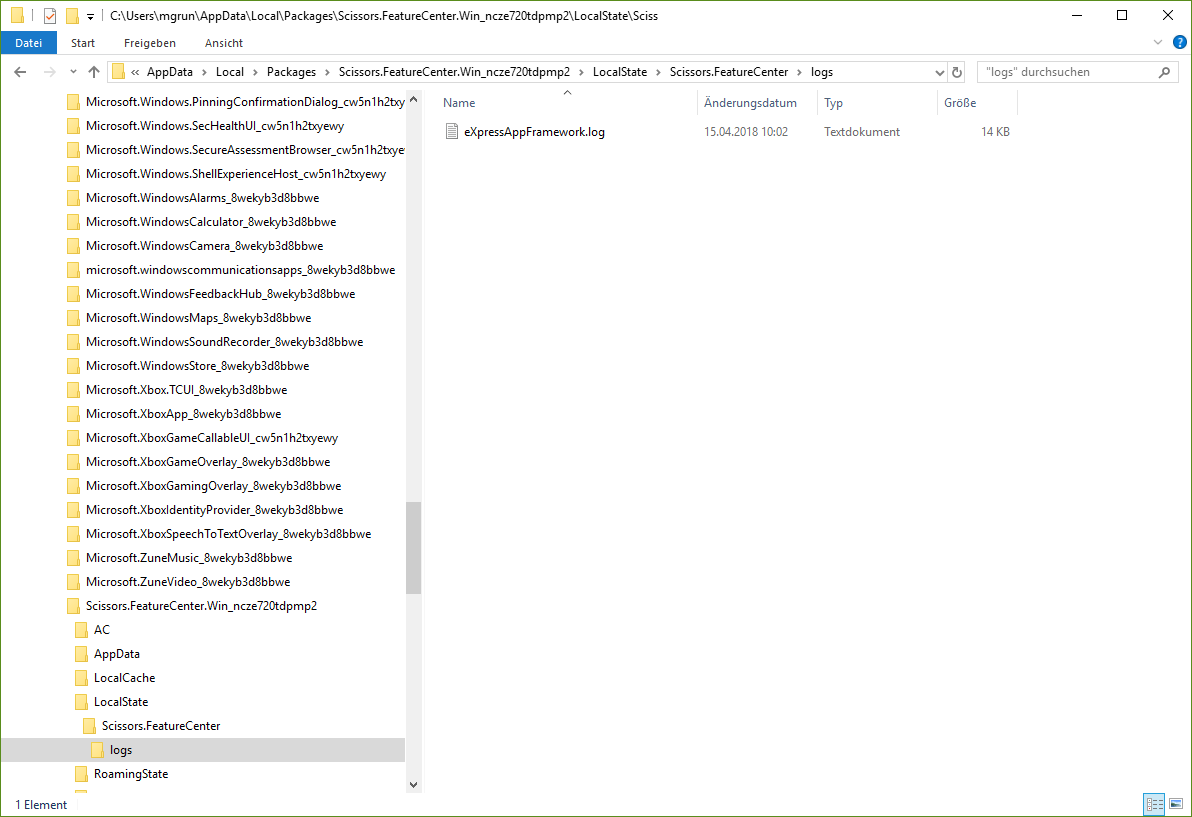 C:\Users\mgrun\AppData\Local\Packages\Scissors.FeatureCenter.Win_ncze720tdpmp2\LocalState\Sciss
Datei Start Freigeben Ansicht ?
« AppData > Local > Packages > Scissors.FeatureCenter.Win_ncze720tdpmp2 > LocalState > Scissors.FeatureCenter > logs "logs" durchsuchen
Name Änderungsdatum Typ Größe
eXpressAppFramework.log 15.04.2018 10:02 Textdokument 14 KB
Microsoft.Windows.PinningConfirmationDialog_cw5n1h2txy
Microsoft.Windows.SecHealthUI_cw5n1h2txyewy
Microsoft.Windows.SecureAssessmentBrowser_cw5n1h2txye
Microsoft.Windows.ShellExperienceHost_cw5n1h2txyewy
Microsoft.WindowsAlarms_8wekyb3d8bbwe
Microsoft.WindowsCalculator_8wekyb3d8bbwe
Microsoft.WindowsCamera_8wekyb3d8bbwe
microsoft.windowscommunicationsapps_8wekyb3d8bbwe
Microsoft.WindowsFeedbackHub_8wekyb3d8bbwe
Microsoft.WindowsMaps_8wekyb3d8bbwe
Microsoft.WindowsSoundRecorder_8wekyb3d8bbwe
Microsoft.WindowsStore_8wekyb3d8bbwe
Microsoft.Xbox.TCUI_8wekyb3d8bbwe
Microsoft.XboxApp_8wekyb3d8bbwe
Microsoft.XboxGameCallableUI_cw5n1h2txyewy
Microsoft.XboxGameOverlay_8wekyb3d8bbwe
Microsoft.XboxGamingOverlay_8wekyb3d8bbwe
Microsoft.XboxIdentityProvider_8wekyb3d8bbwe
Microsoft.XboxSpeechToTextOverlay_8wekyb3d8bbwe
Microsoft.ZuneMusic_8wekyb3d8bbwe
Microsoft.ZuneVideo_8wekyb3d8bbwe
Scissors.FeatureCenter.Win_ncze720tdpmp2
AC
AppData
LocalCache
LocalState
Scissors.FeatureCenter
logs
RoamingState
1 Element